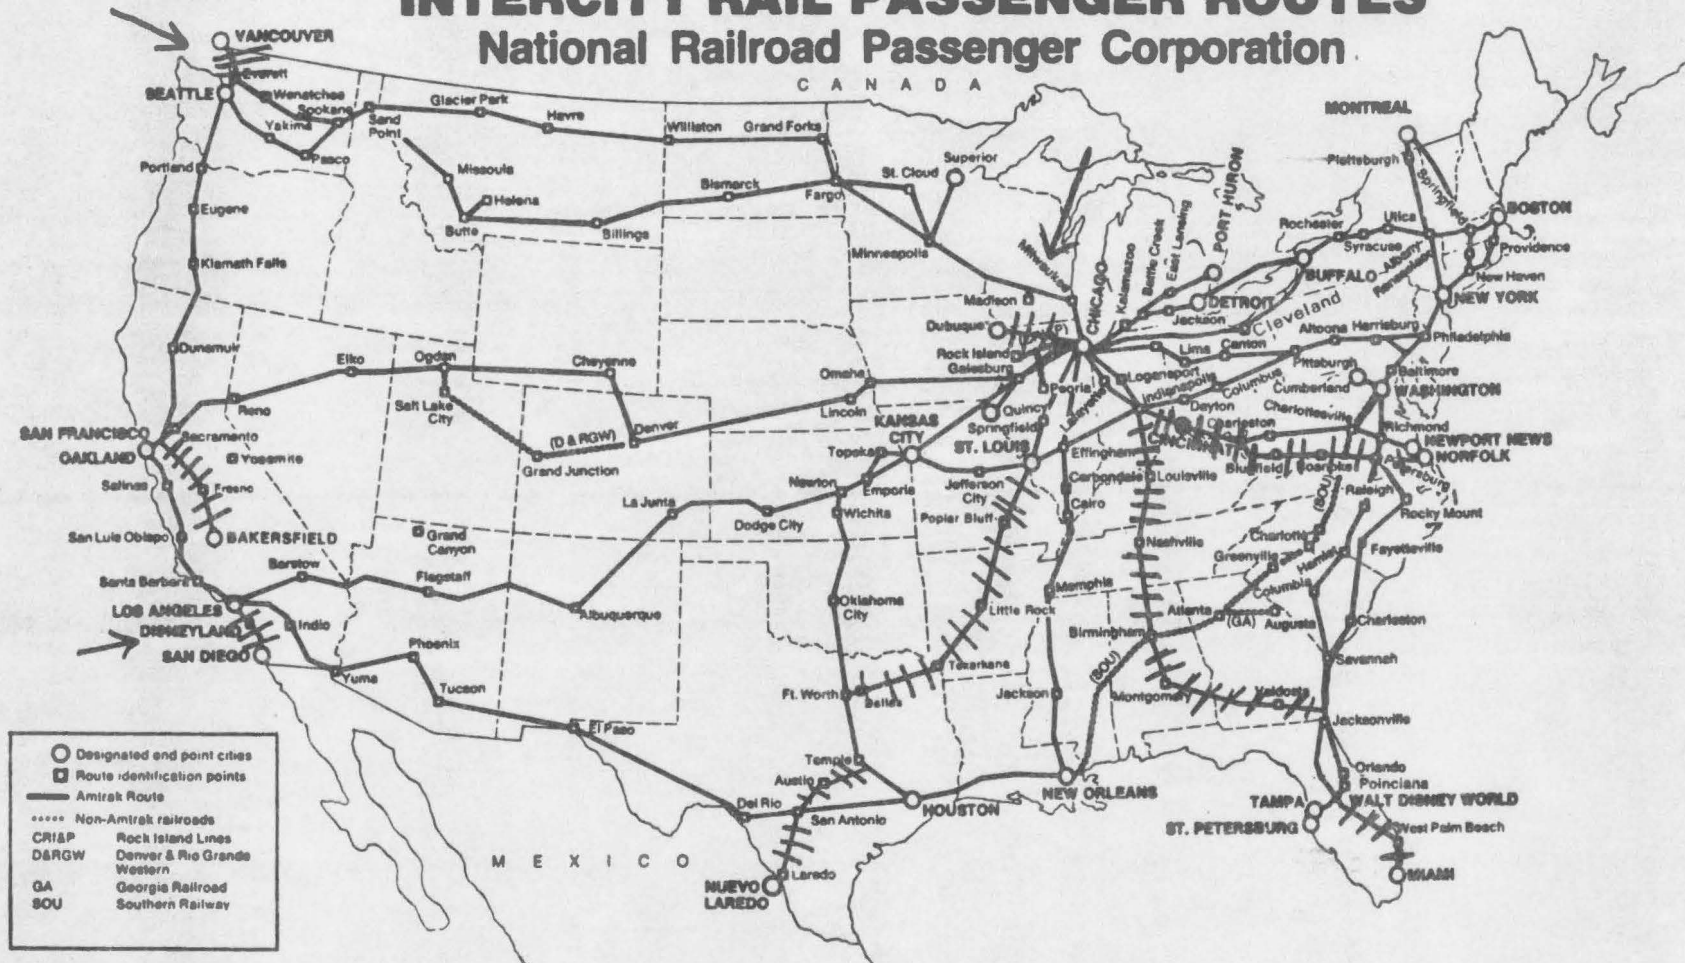 INTERCITY RAIL PASSENGER ROUTES
National Railroad Passenger Corporation
CANADA
VANCOUVER
Everett
SEATTLE
Wenatchee
Spokane
Yakima
Pasco
Sand
Point
Glacier Park
Havre
Williston
Grand Forks
Superior
St. Cloud
MONTREAL
Plattsburgh
Springfield
PORT HURON
Portland
Missoula
Helena
Butte
Billings
Bismarck
Fargo
Minneapolis
Milwaukee
Eugene
Klamath Falls
Dunsmuir
Rochester
Utica
Syracuse
Albany
Rensselaer
BOSTON
Providence
New Haven
NEW YORK
BUFFALO
East Lansing
Battle Creek
Kalamazoo
CHICAGO
DETROIT
Jackson
Cleveland
Madison
Dubuque
Rock Island
Galesburg
Peoria
Logansport
Lima
Canton
Altoona
Harrisburg
Philadelphia
Pittsburgh
Baltimore
Cumberland
WASHINGTON
Elko
Ogden
Cheyenne
Omaha
Lincoln
Reno
Salt Lake
City
(D & RGW)
Denver
Grand Junction
KANSAS
CITY
Quincy
Springfield
Lafayette
Indianapolis
Columbus
Dayton
CINCINNATI
Charleston
Charlottesville
Richmond
NEWPORT NEWS
NORFOLK
Petersburg
SAN FRANCISCO
OAKLAND
Sacramento
Yosemite
Fresno
Salinas
Topeka
ST. LOUIS
Effingham
Bluefield
Roanoke
Newton
Emporia
Jefferson
City
Carbondale
Louisville
(SOU)
Raleigh
Rocky Mount
San Luis Obispo
BAKERSFIELD
La Junta
Dodge City
Wichita
Poplar Bluff
Cairo
Grand
Canyon
Nashville
Charlotte
Greenville
Hamlet
Fayetteville
Santa Barbara
Barstow
Flagstaff
Albuquerque
LOS ANGELES
DISNEYLAND
SAN DIEGO
Indio
Oklahoma
City
Little Rock
Memphis
Columbia
Atlanta
(GA)
Augusta
Charleston
Birmingham
Phoenix
Yuma
Tucson
El Paso
Texarkana
Ft. Worth
Dallas
Jackson
(SOU)
Montgomery
Valdosta
Savannah
Jacksonville
Temple
Austin
Del Rio
San Antonio
HOUSTON
NEW ORLEANS
Orlando
Poinciana
TAMPA
WALT DISNEY WORLD
ST. PETERSBURG
West Palm Beach
MIAMI
MEXICO
Laredo
NUEVO
LAREDO
Designated end point cities
Route identification points
Amtrak Route
Non-Amtrak railroads
CRI&P Rock Island Lines
D&RGW Denver & Rio Grande
Western
GA Georgia Railroad
SOU Southern Railway